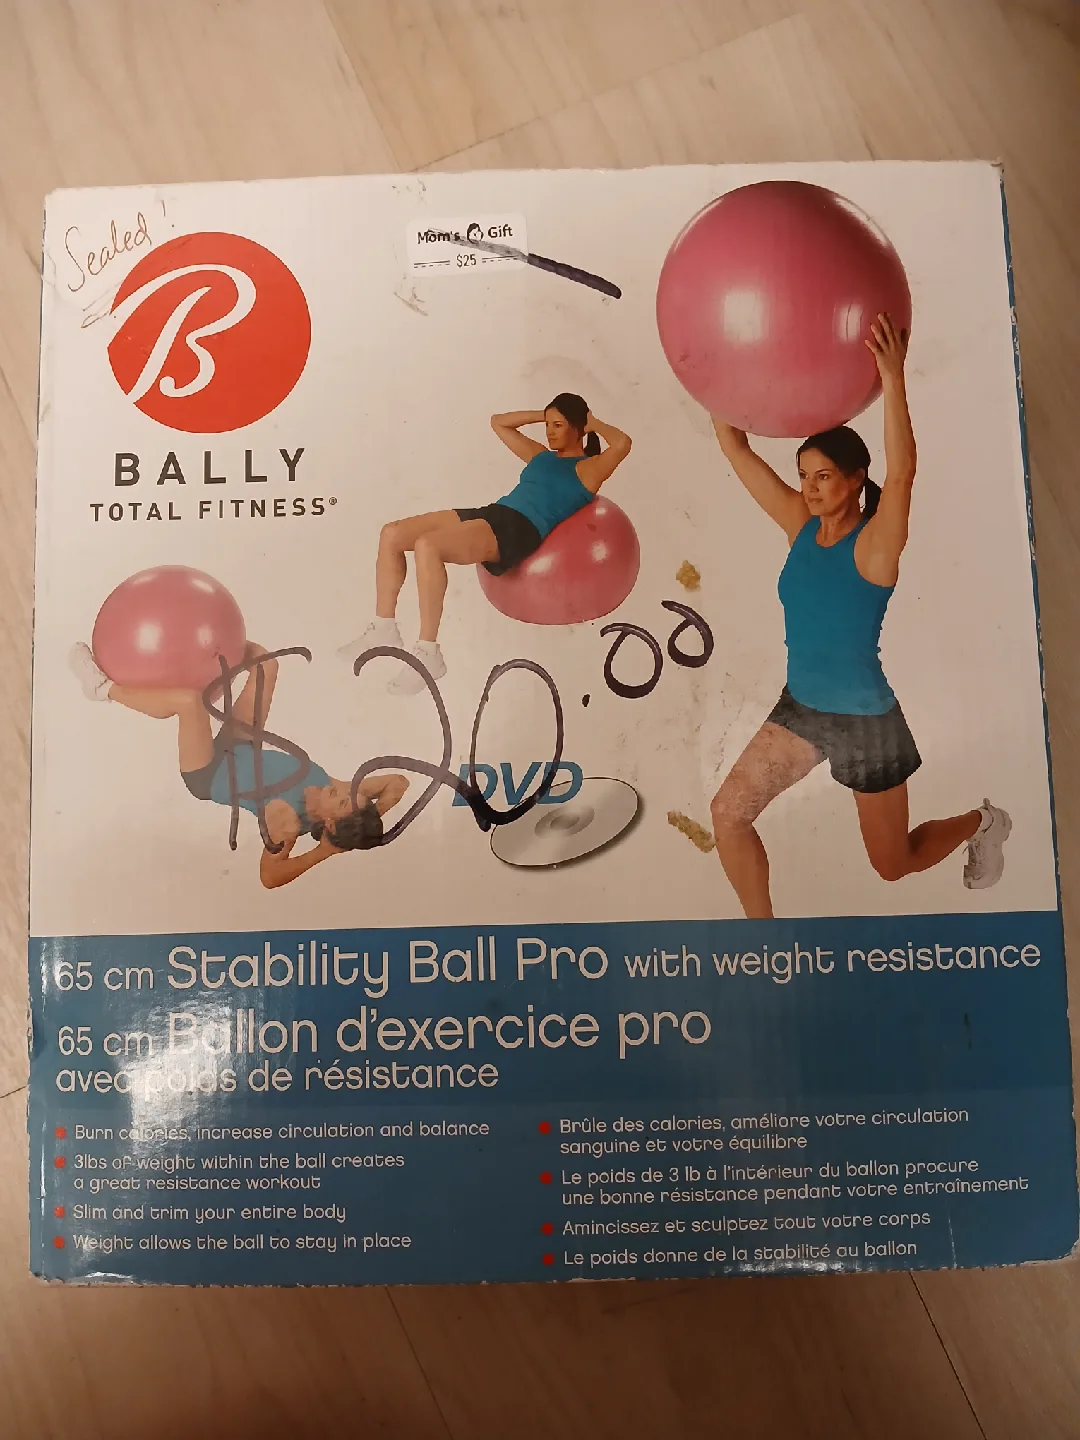 Sealed!
Mom's Gift
$25
B
BALLY
TOTAL FITNESS®
$20.00
DVD
65 cm Stability Ball Pro with weight resistance
65 cm Ballon d'exercice pro
avec poids de résistance
Burn calories, increase circulation and balance
3lbs of weight within the ball creates
a great resistance workout
Slim and trim your entire body
Weight allows the ball to stay in place
Brûle des calories, améliore votre circulation
sanguine et votre équilibre
Le poids de 3 lb à l'intérieur du ballon procure
une bonne résistance pendant votre entraînement
Amincissez et sculptez tout votre corps
Le poids donne de la stabilité au ballon